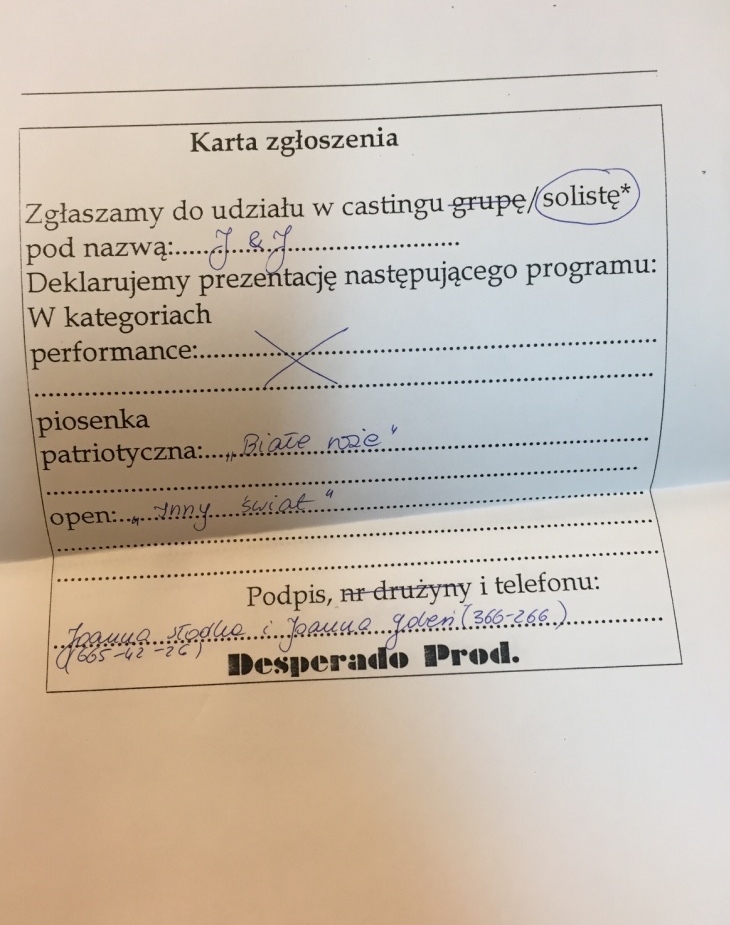 Karta zgłoszenia
Zgłaszamy do udziału w castingu grupę/solistę*
pod nazwą:.....J & J..............................
Deklarujemy prezentację następującego programu:
W kategoriach
performance:
piosenka
patriotyczna:...„Białe róże"
open:..„Inny świat"
Podpis, nr drużyny i telefonu:
Joanna i Joanna (366-266)
(665-42-26)
Desperado Prod.